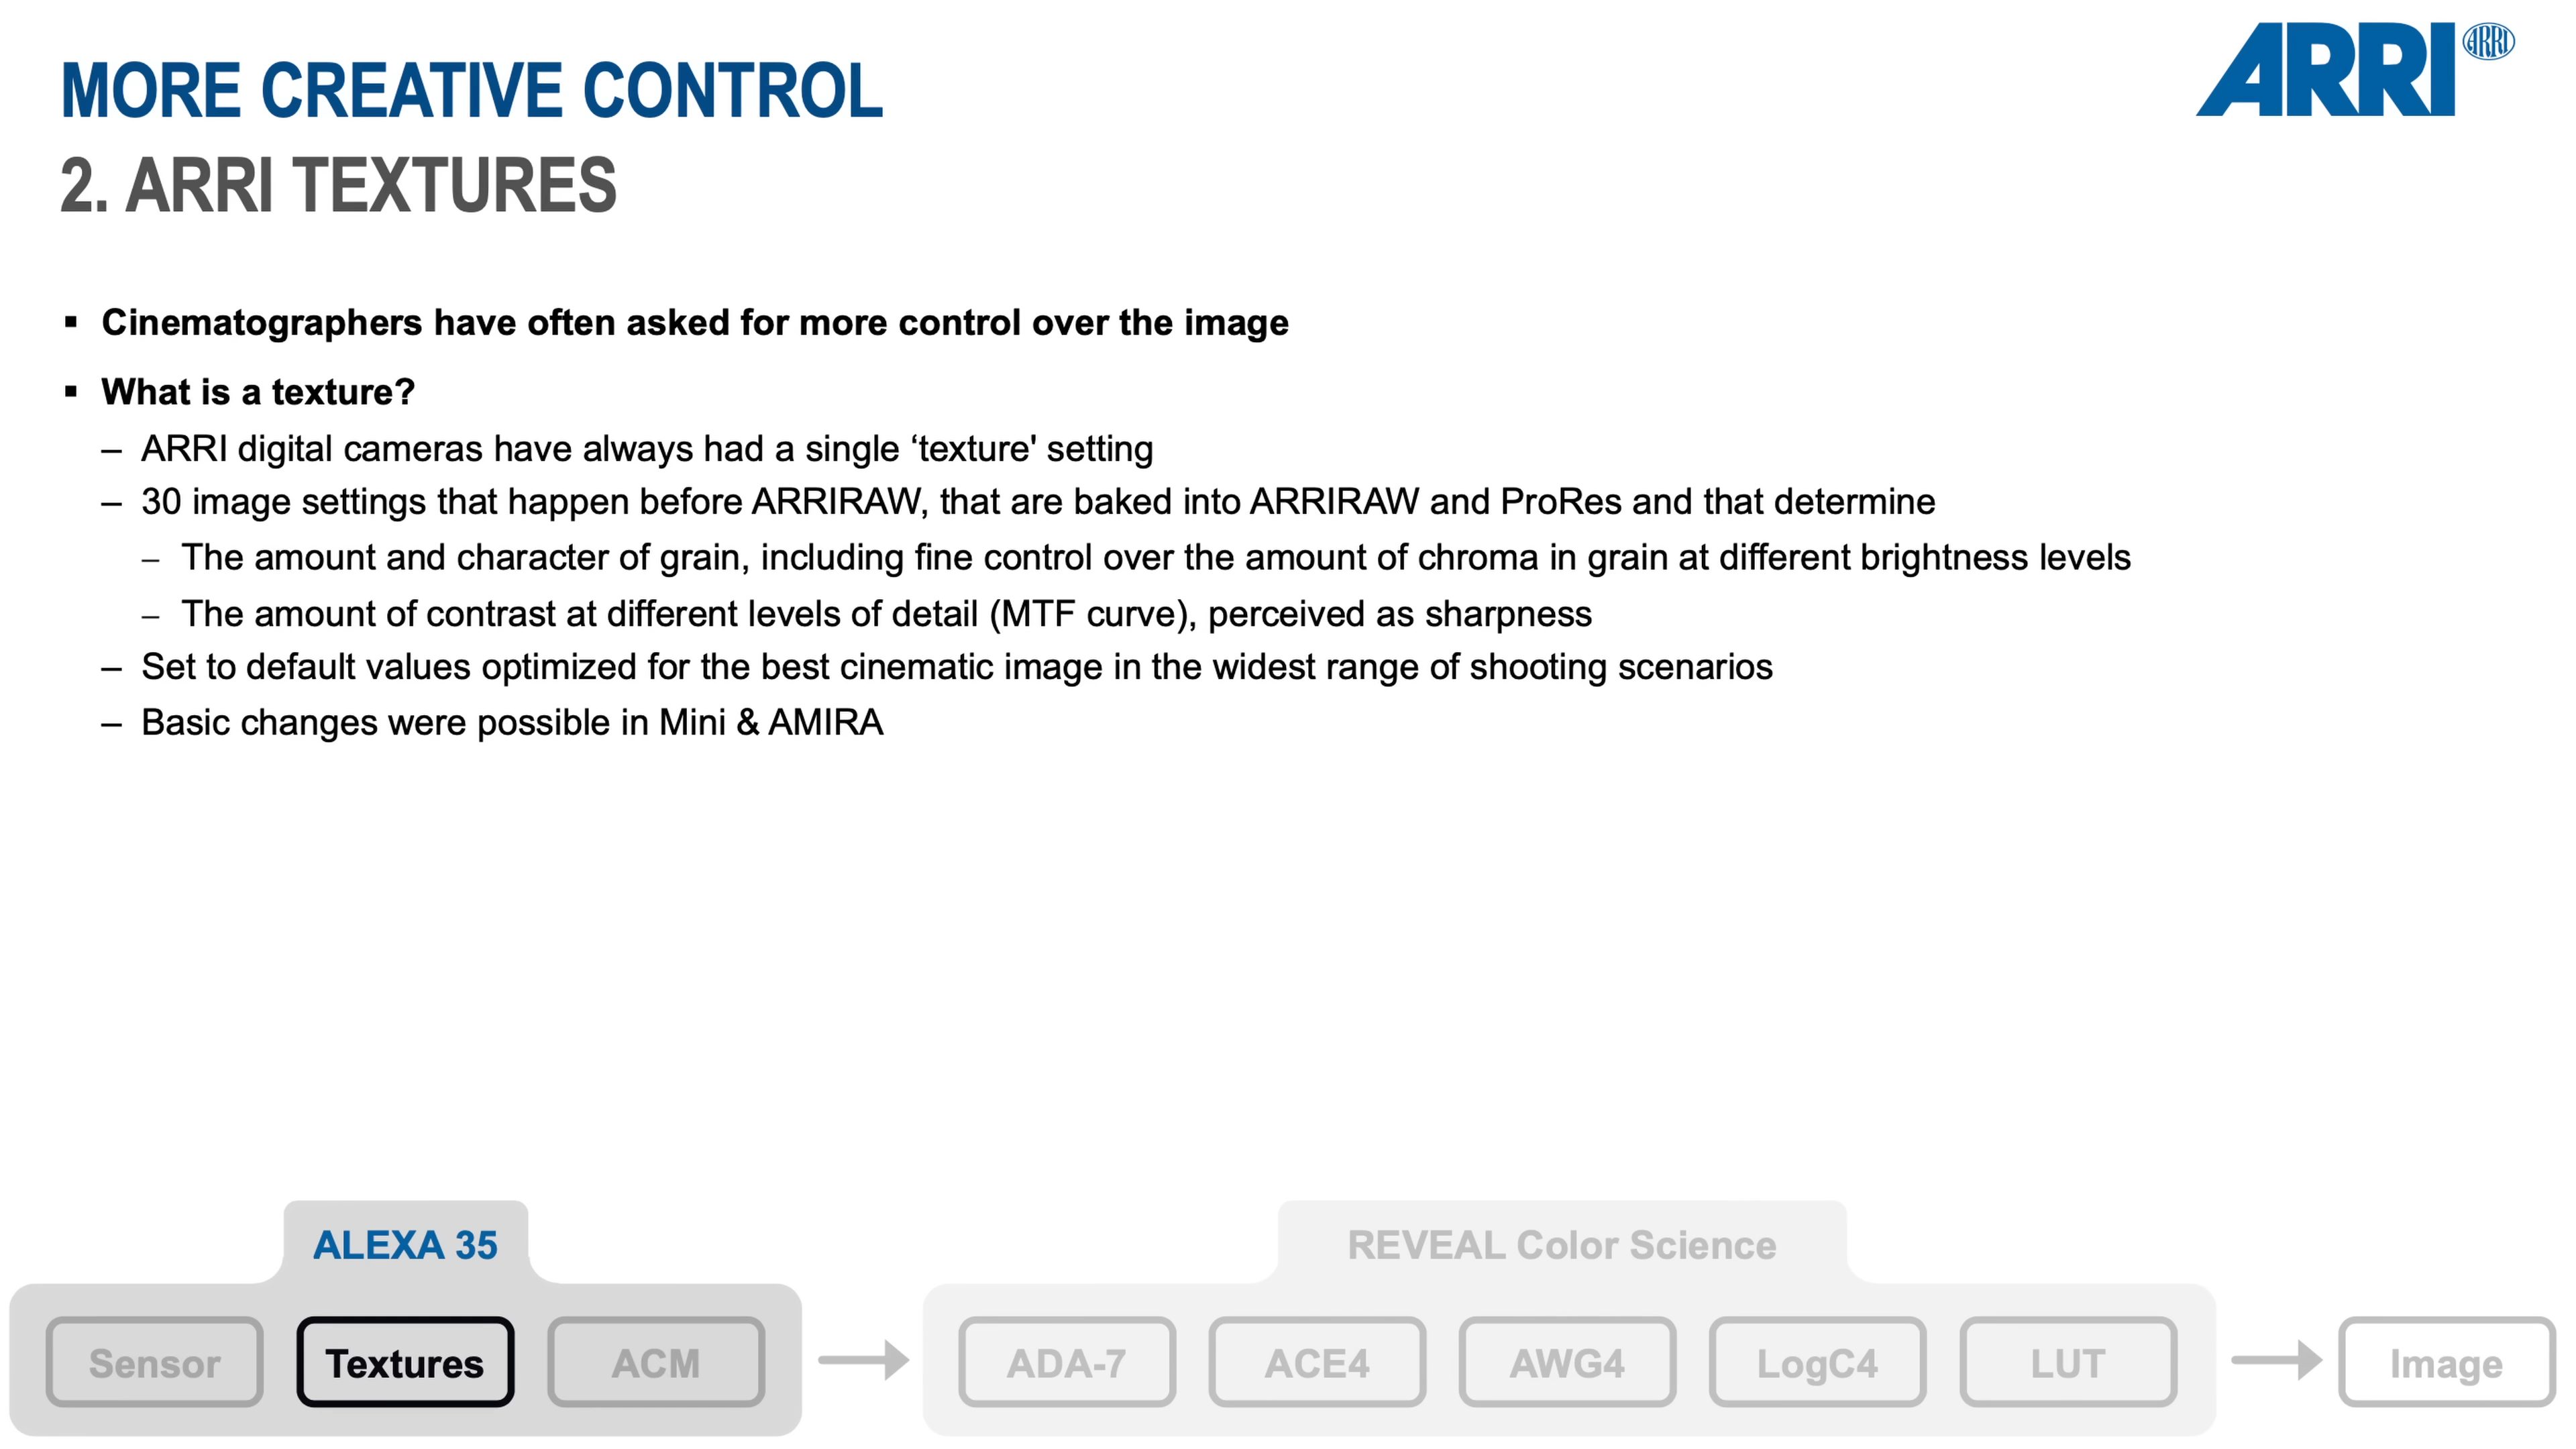 ARRI ARRI
MORE CREATIVE CONTROL
2. ARRI TEXTURES
▪ Cinematographers have often asked for more control over the image
▪ What is a texture?
– ARRI digital cameras have always had a single ‘texture' setting
– 30 image settings that happen before ARRIRAW, that are baked into ARRIRAW and ProRes and that determine
– The amount and character of grain, including fine control over the amount of chroma in grain at different brightness levels
– The amount of contrast at different levels of detail (MTF curve), perceived as sharpness
– Set to default values optimized for the best cinematic image in the widest range of shooting scenarios
– Basic changes were possible in Mini & AMIRA
ALEXA 35
Sensor
Textures
ACM
REVEAL Color Science
ADA-7
ACE4
AWG4
LogC4
LUT
Image